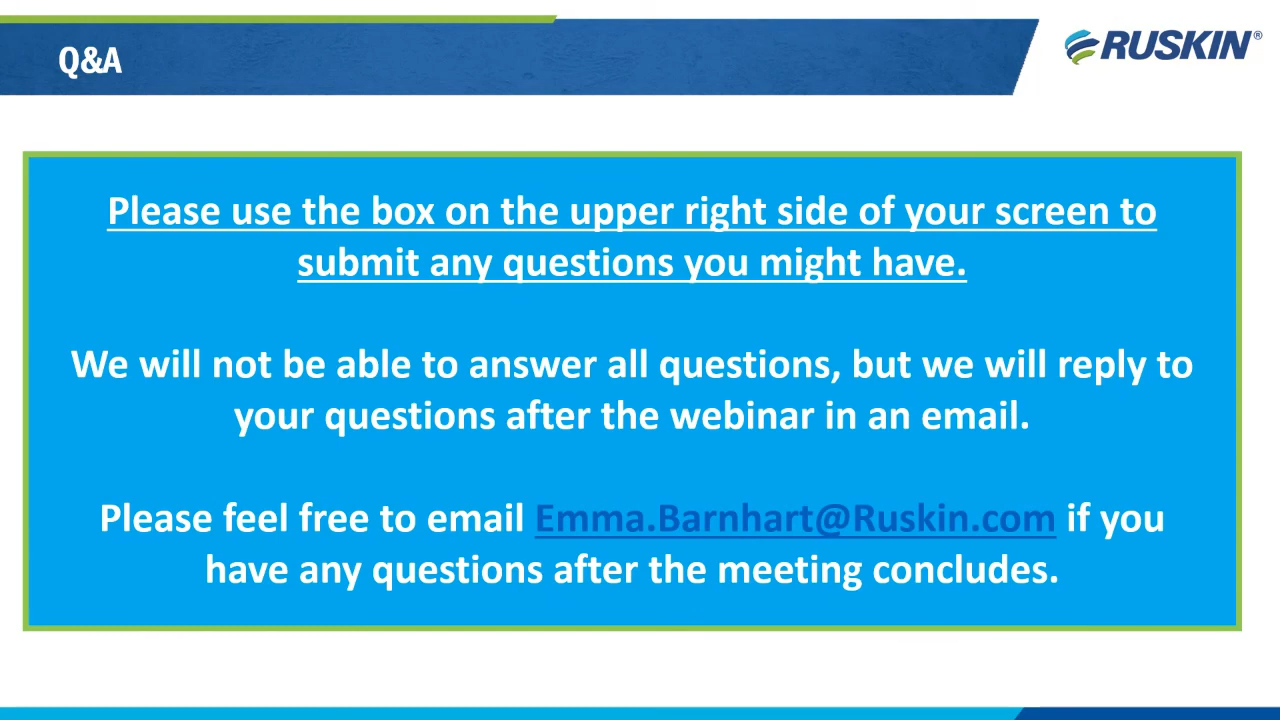 Q&A
RUSKIN®
Please use the box on the upper right side of your screen to
submit any questions you might have.
We will not be able to answer all questions, but we will reply to
your questions after the webinar in an email.
Please feel free to email Emma.Barnhart@Ruskin.com if you
have any questions after the meeting concludes.